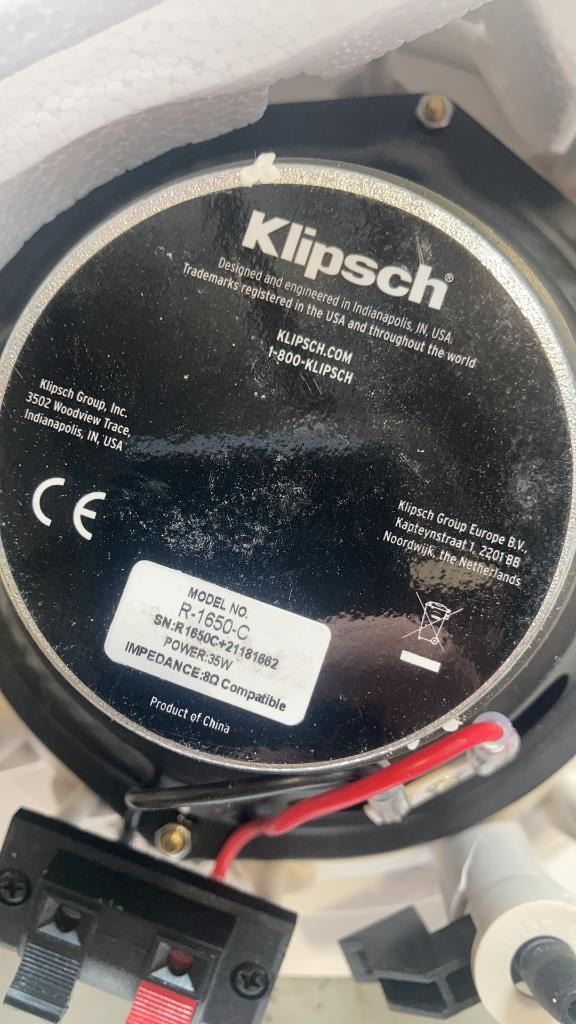 Klipsch®
Designed and engineered in Indianapolis, IN, USA.
Trademarks registered in the USA and throughout the world
KLIPSCH.COM
1-800-KLIPSCH
Klipsch Group, Inc.
3502 Woodview Trace,
Indianapolis, IN, USA
CE
Klipsch Group Europe B.V.,
Kapteynstraat 1, 2201 BB
Noordwijk, the Netherlands
MODEL NO.
R-1650-C
SN:R1650C+21181662
POWER:35W
IMPEDANCE:8Ω Compatible
Product of China